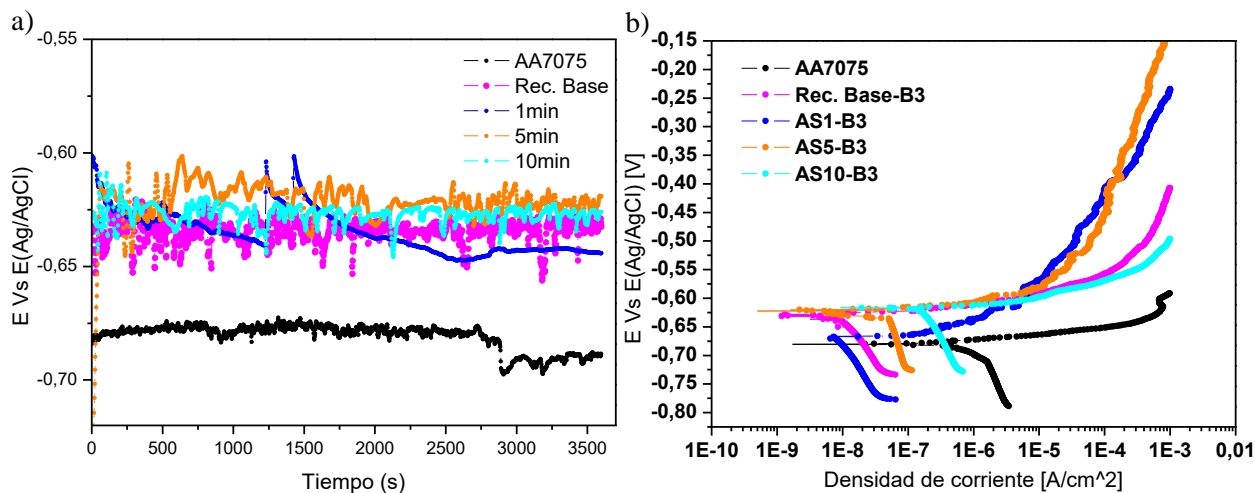 a)
E Vs E(Ag/AgCl)
-0,55
-0,60
-0,65
-0,70
0
500
1000
1500
2000
2500
3000
3500
Tiempo (s)
AA7075
Rec. Base
1min
5min
10min
b)
E Vs E(Ag/AgCl) [V]
-0,15
-0,20
-0,25
-0,30
-0,35
-0,40
-0,45
-0,50
-0,55
-0,60
-0,65
-0,70
-0,75
-0,80
1E-10
1E-9
1E-8
1E-7
1E-6
1E-5
1E-4
1E-3
0,01
Densidad de corriente [A/cm^2]
AA7075
Rec. Base-B3
AS1-B3
AS5-B3
AS10-B3